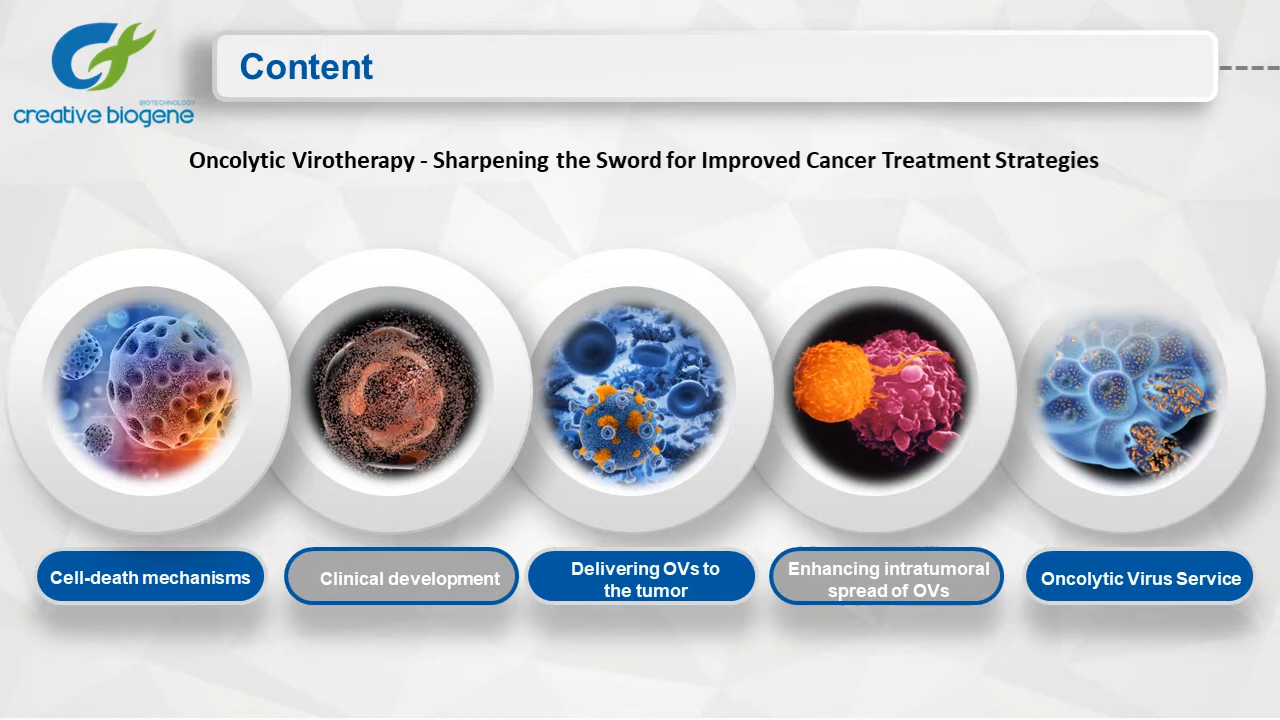 BIOTECHNOLOGY
creative biogene
Content
Oncolytic Virotherapy - Sharpening the Sword for Improved Cancer Treatment Strategies
Cell-death mechanisms
Clinical development
Delivering OVs to
the tumor
Enhancing intratumoral
spread of OVs
Oncolytic Virus Service